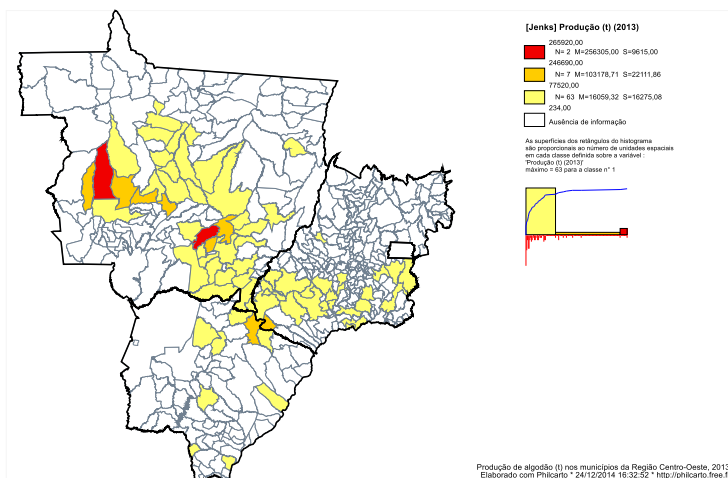 [Jenks] Produção (t) (2013)
265920,00
N= 2 M=256305,00 S=9615,00
246690,00
N= 7 M=103178,71 S=22111,86
77520,00
N= 63 M=16059,32 S=16275,08
234,00
Ausência de informação
As superfícies dos retângulos do histograma
são proporcionais ao número de unidades espaciais
em cada classe definida sobre a variável :
'Produção (t) (2013)'
máximo = 63 para a classe n° 1
Produção de algodão (t) nos municípios da Região Centro-Oeste, 2013
Elaborado com Philcarto * 24/12/2014 16:32:52 * http://philcarto.free.f